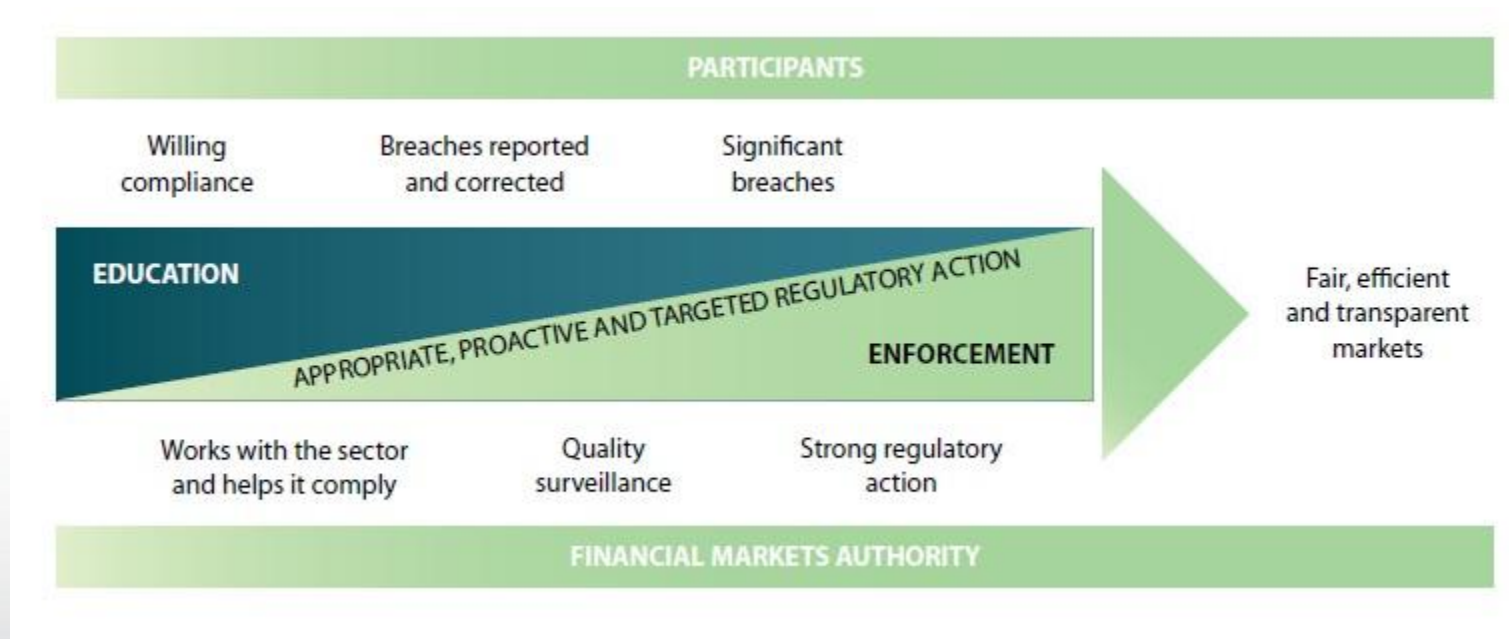 PARTICIPANTS
Willing
compliance
Breaches reported
and corrected
Significant
breaches
EDUCATION
APPROPRIATE, PROACTIVE AND TARGETED REGULATORY ACTION
ENFORCEMENT
Fair, efficient
and transparent
markets
Works with the sector
and helps it comply
Quality
surveillance
Strong regulatory
action
FINANCIAL MARKETS AUTHORITY